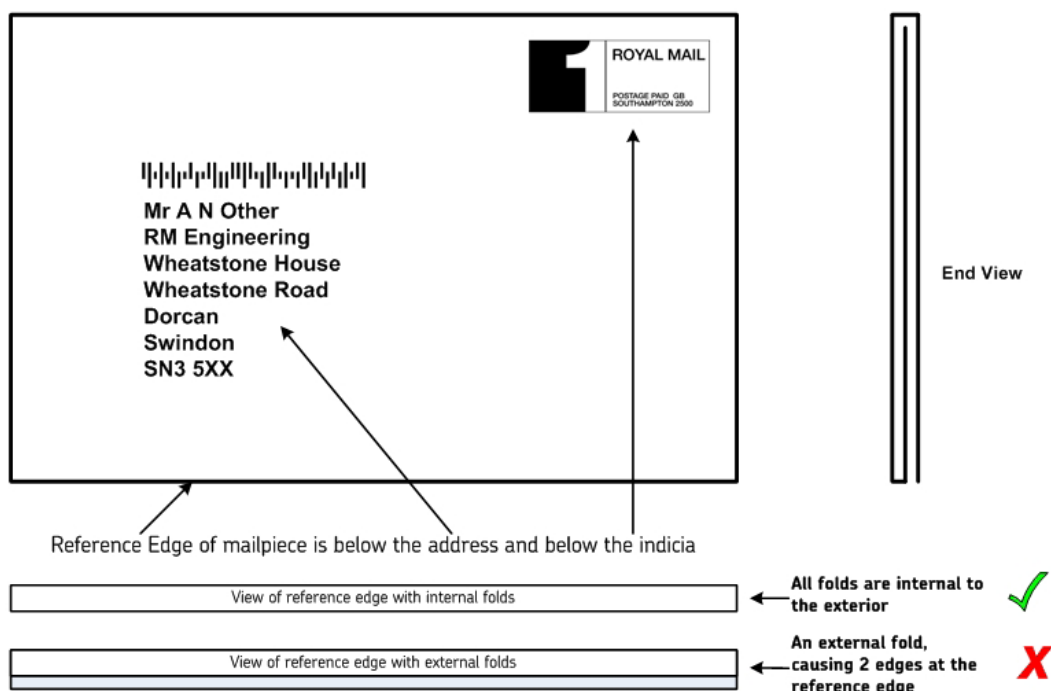 1
ROYAL MAIL
POSTAGE PAID GB
SOUTHAMPTON 2500
Mr A N Other
RM Engineering
Wheatstone House
Wheatstone Road
Dorcan
Swindon
SN3 5XX
End View
Reference Edge of mailpiece is below the address and below the indicia
View of reference edge with internal folds
All folds are internal to
the exterior
View of reference edge with external folds
An external fold,
causing 2 edges at the
reference edge